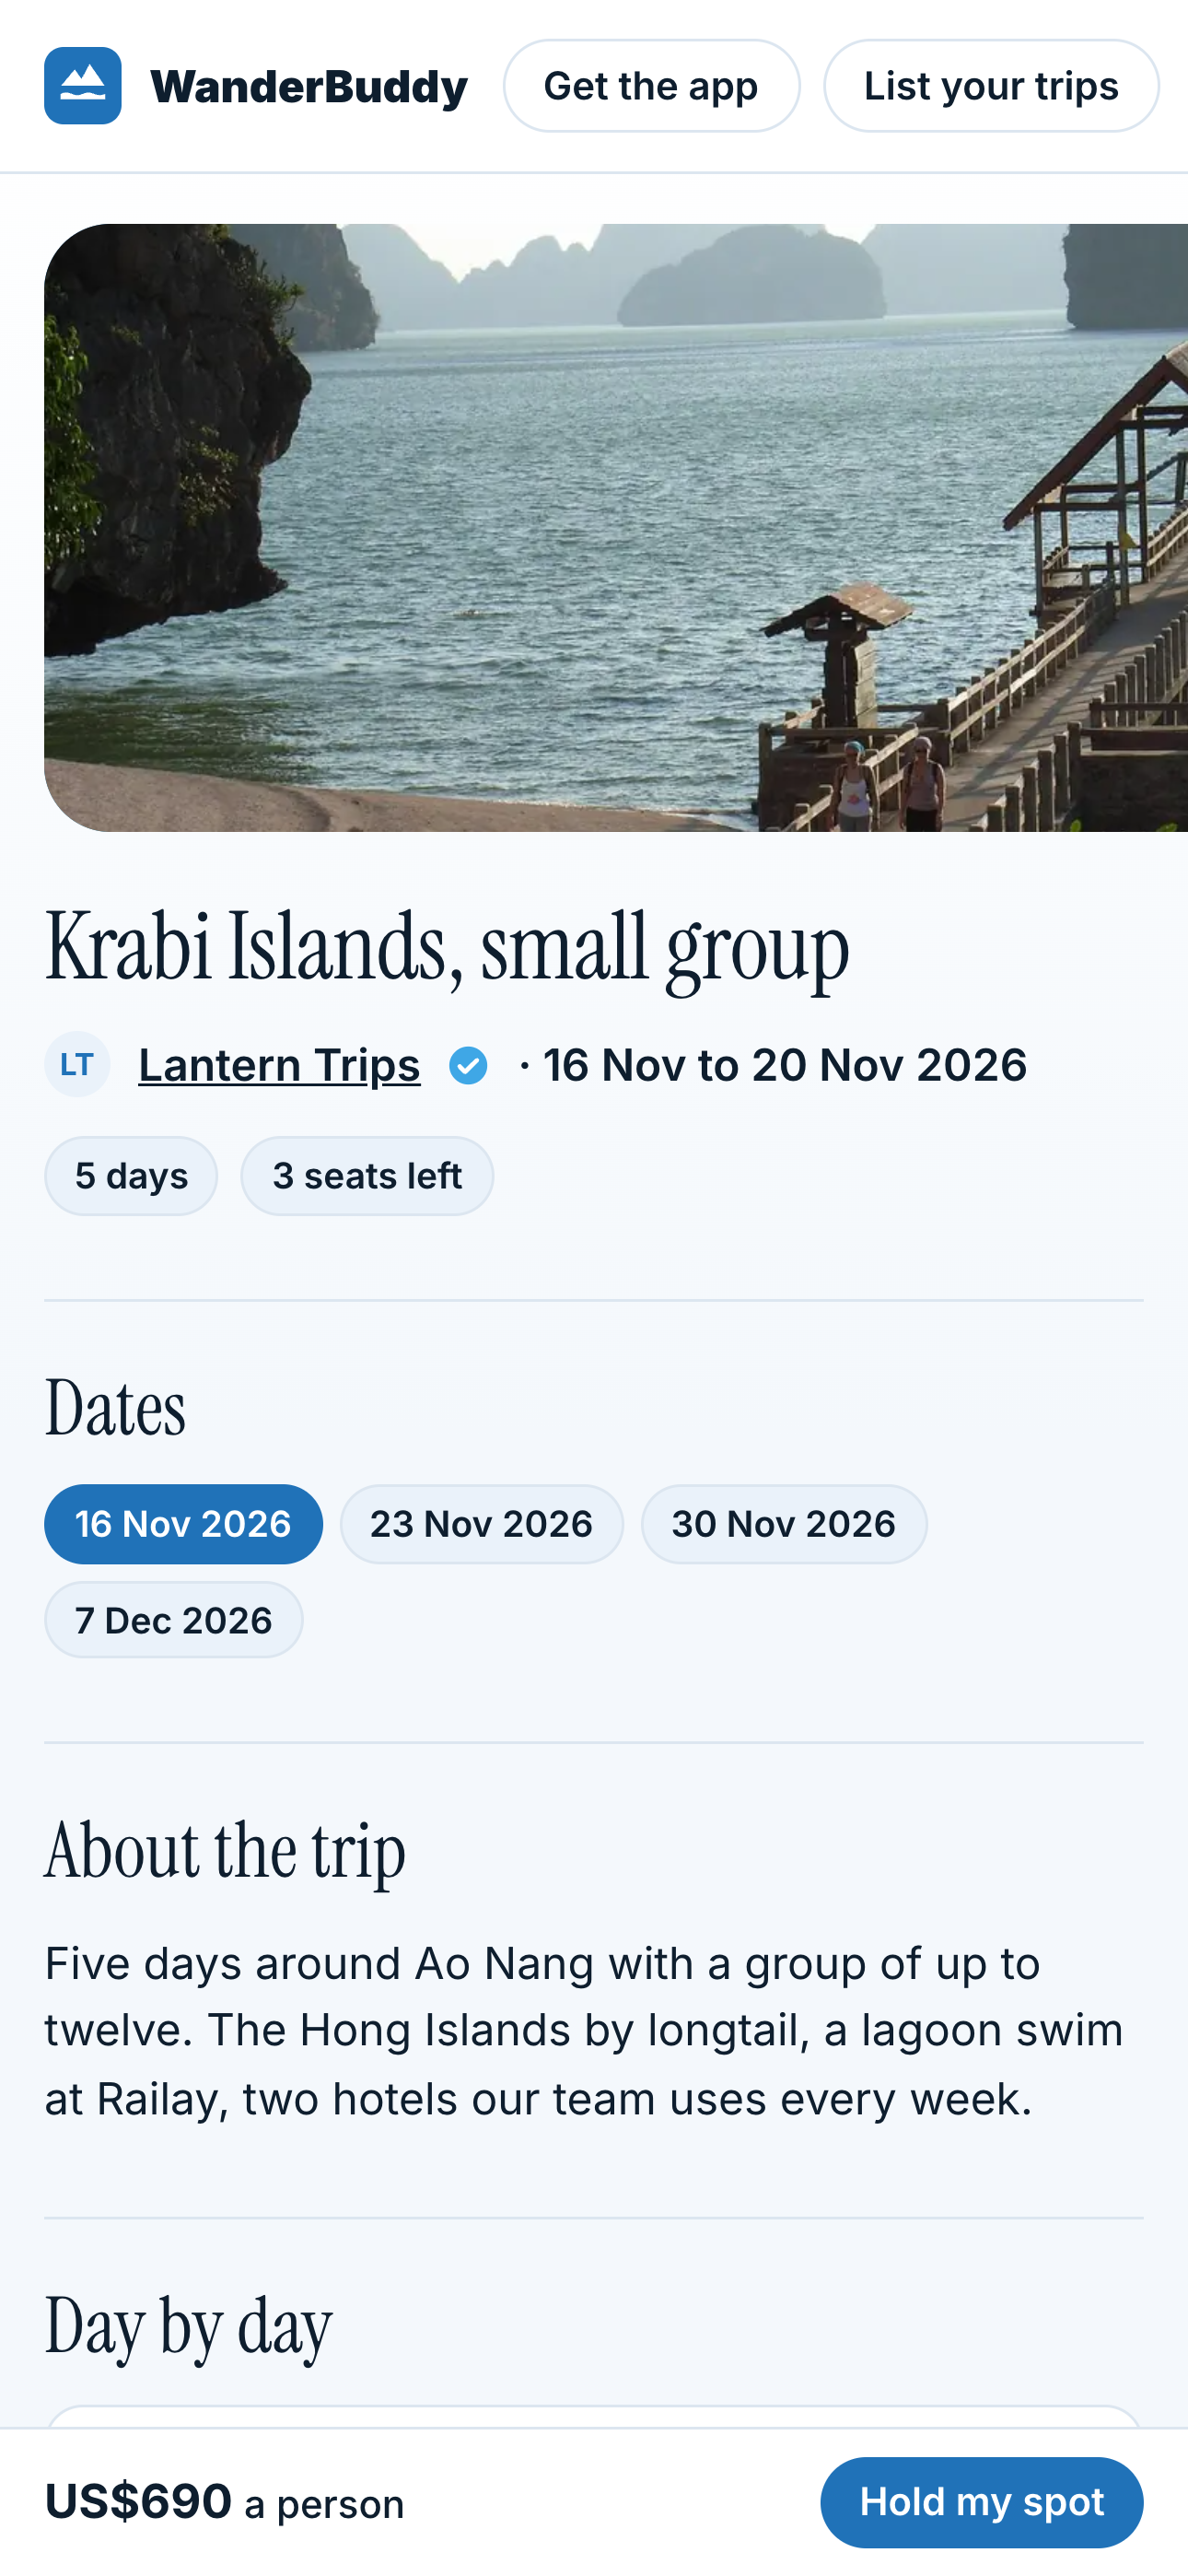 WanderBuddy
Get the app
List your trips
Krabi Islands, small group
LT Lantern Trips · 16 Nov to 20 Nov 2026
5 days
3 seats left
Dates
16 Nov 2026
23 Nov 2026
30 Nov 2026
7 Dec 2026
About the trip
Five days around Ao Nang with a group of up to
twelve. The Hong Islands by longtail, a lagoon swim
at Railay, two hotels our team uses every week.
Day by day
US$690 a person
Hold my spot